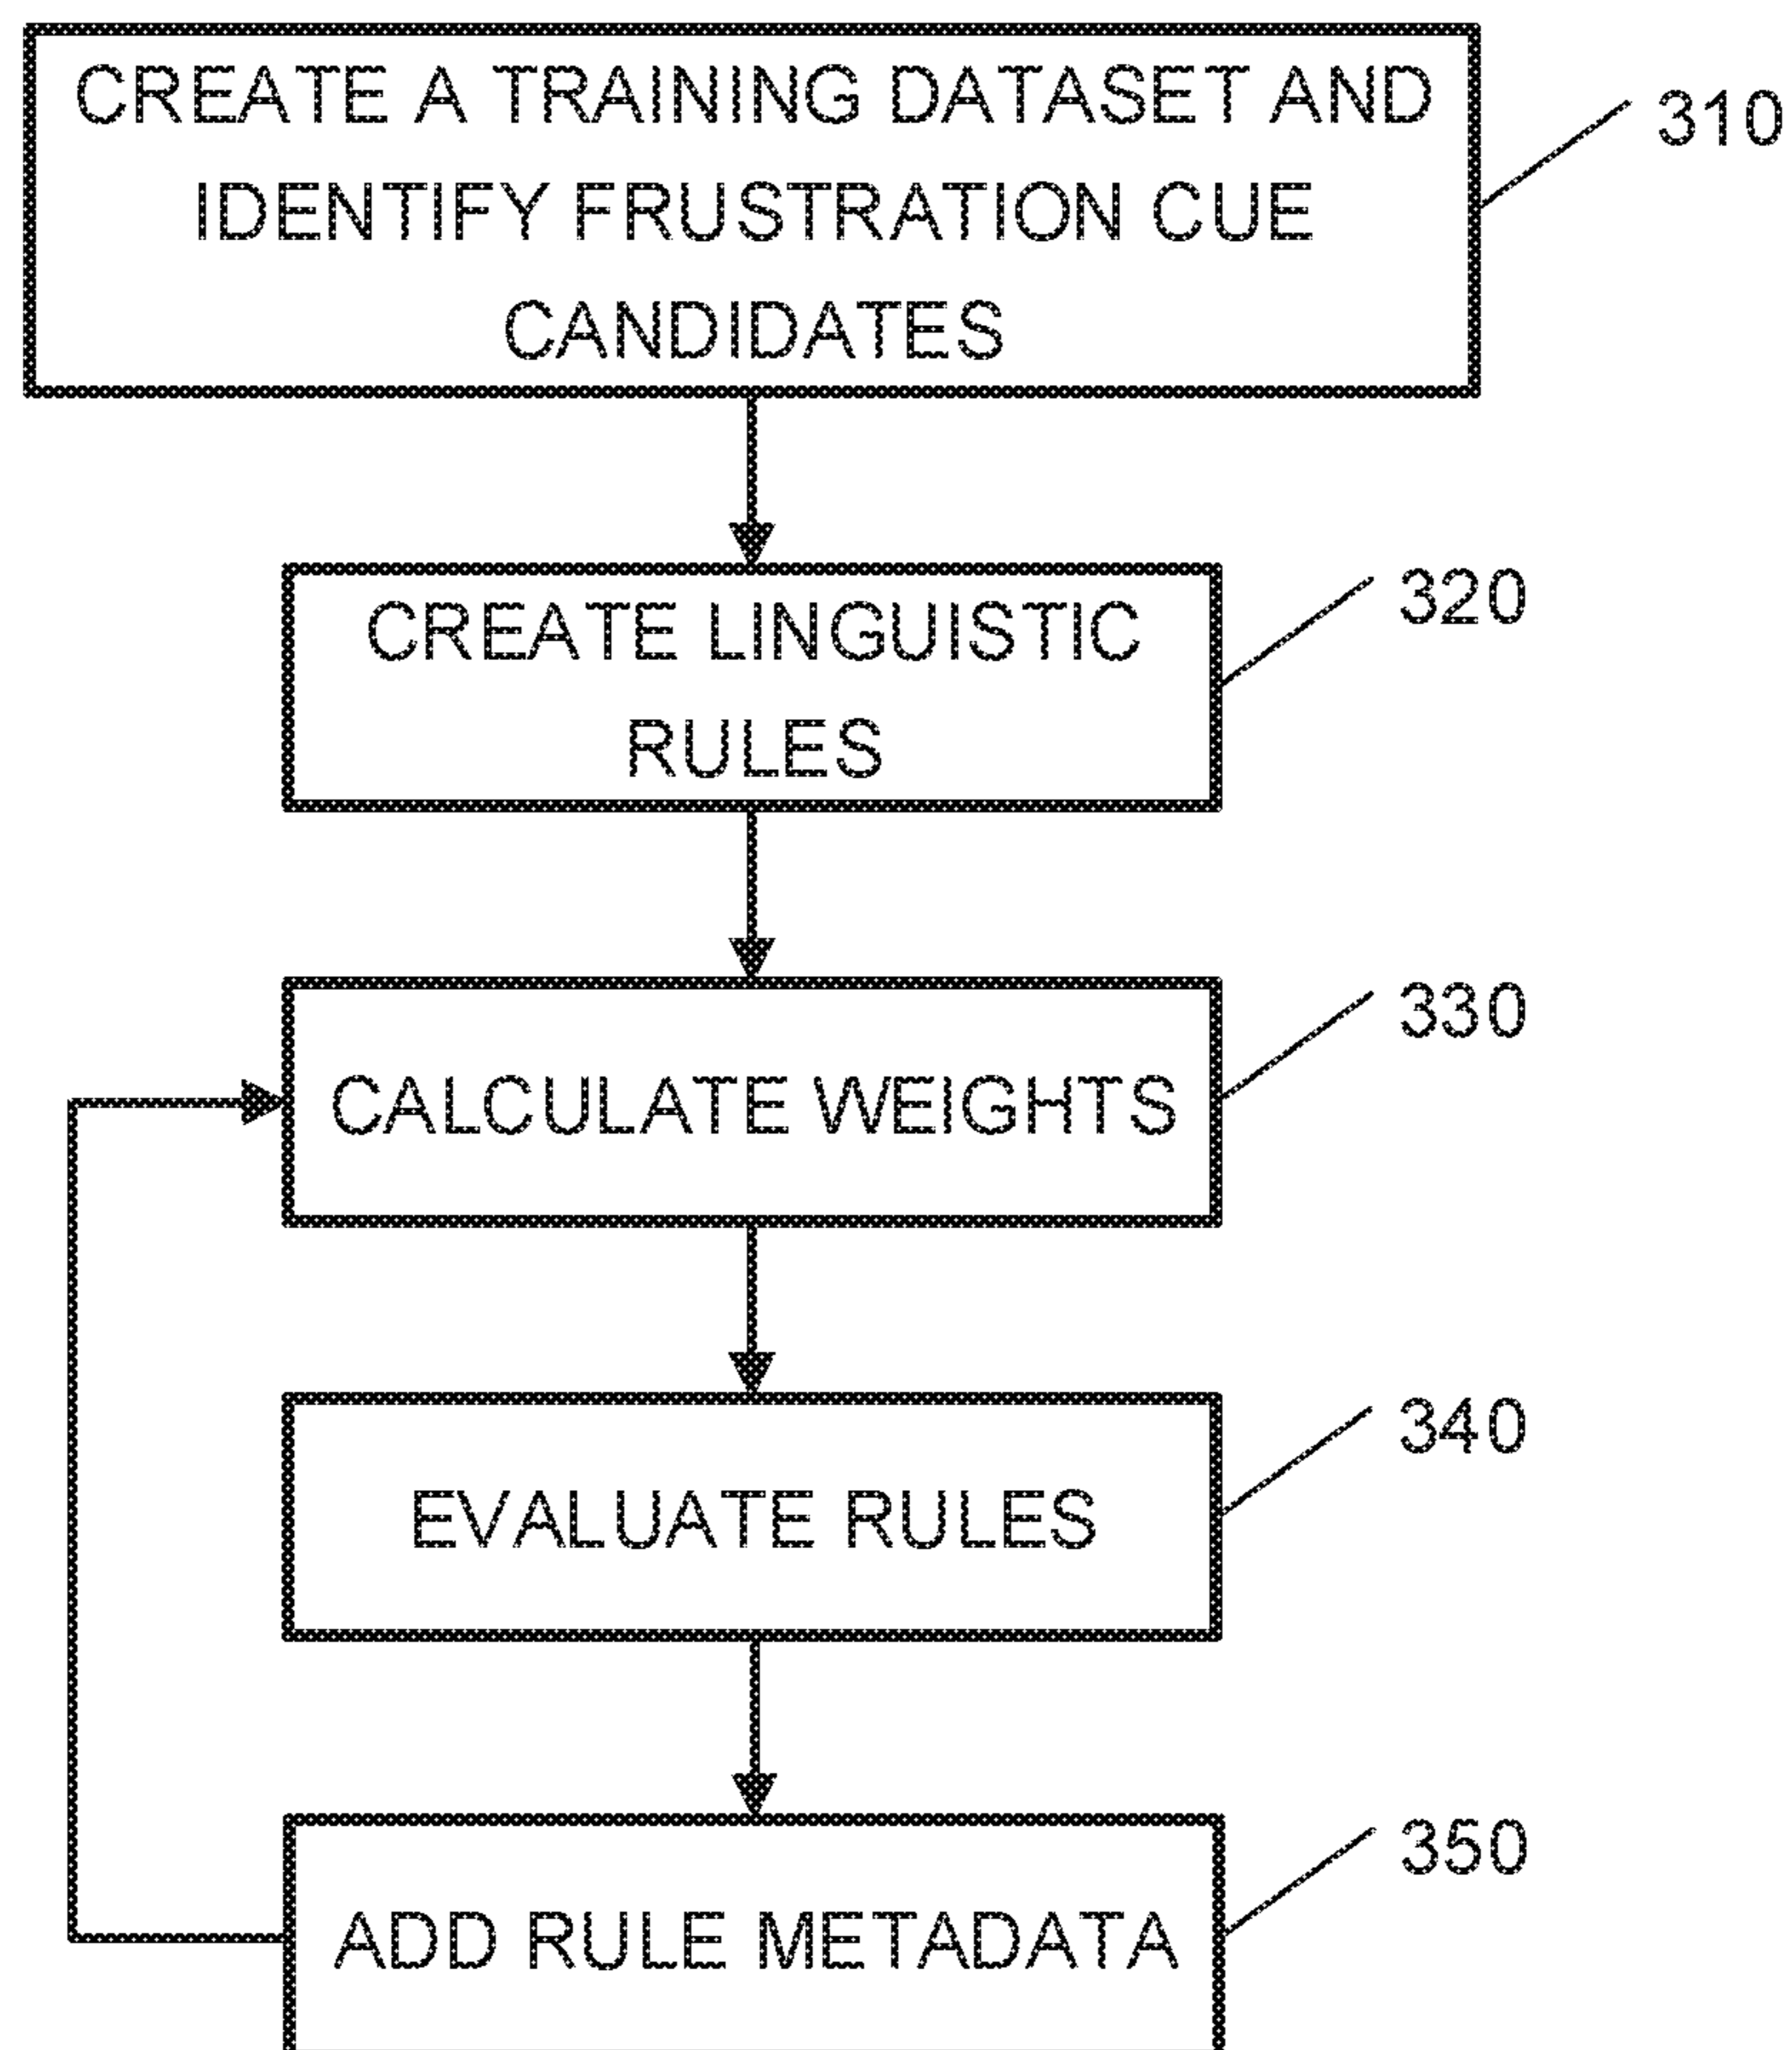 CREATE A TRAINING DATASET AND
IDENTIFY FRUSTRATION CUE
CANDIDATES
310
CREATE LINGUISTIC
RULES
320
CALCULATE WEIGHTS
330
EVALUATE RULES
340
ADD RULE METADATA
350